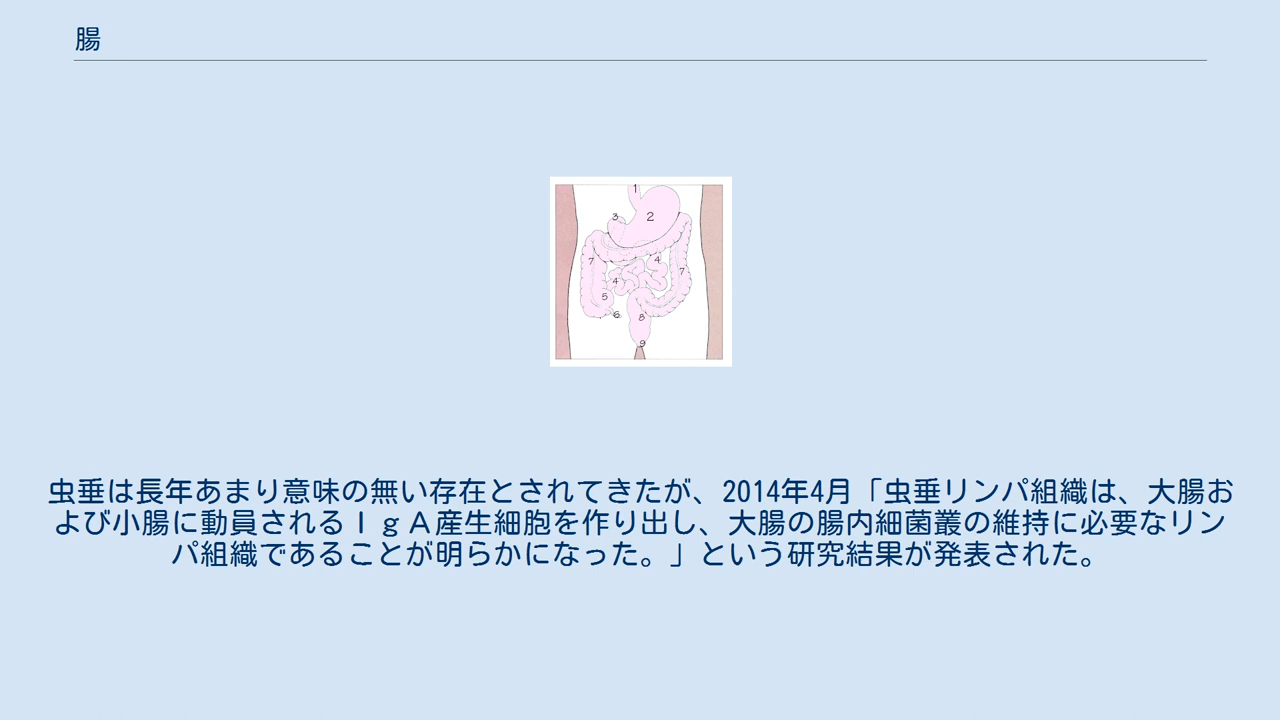 腸
1
2
3
4
7
7
4
5
6
8
9
虫垂は長年あまり意味の無い存在とされてきたが、2014年4月「虫垂リンパ組織は、大腸お
よび小腸に動員されるＩｇＡ産生細胞を作り出し、大腸の腸内細菌叢の維持に必要なリン
パ組織であることが明らかになった。」という研究結果が発表された。